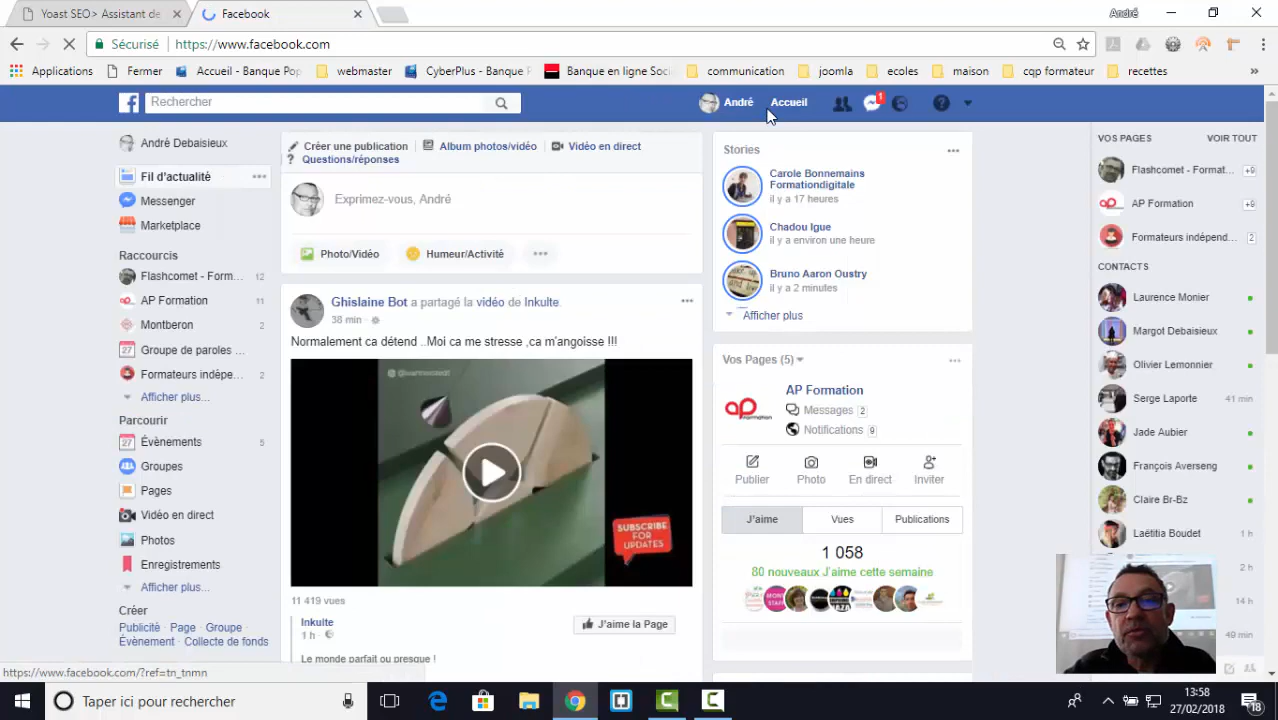 Yoast SEO> Assistant de
Facebook
André
Sécurisé
https://www.facebook.com
Applications
Fermer
Accueil - Banque Pop
webmaster
CyberPlus - Banque P
Banque en ligne Soci
communication
joomla
ecoles
maison
cqp formateur
recettes
Rechercher
André
Accueil
1
André Debaisieux
Fil d'actualité
Messenger
Marketplace
Raccourcis
Flashcomet - Form... 12
AP Formation 11
Montberon 2
Groupe de paroles ...
Formateurs indépe... 2
Afficher plus...
Parcourir
Évènements 5
Groupes
Pages
Vidéo en direct
Photos
Enregistrements
Afficher plus...
Créer
Publicité · Page · Groupe ·
Évènement · Collecte de fonds
https://www.facebook.com/?ref=tn_tnmn
Créer une publication
Album photos/vidéo
Vidéo en direct
Questions/réponses
Exprimez-vous, André
Photo/Vidéo
Humeur/Activité
Ghislaine Bot a partagé la vidéo de Inkulte.
38 min ·
Normalement ca détend ..Moi ca me stresse ,ca m'angoisse !!!
SUBSCRIBE
FOR
UPDATES
11 419 vues
Inkulte
1 h ·
J'aime la Page
Le monde parfait ou presque !
Stories
Carole Bonnemains
Formationdigitale
il y a 17 heures
Chadou Igue
il y a environ une heure
Bruno Aaron Oustry
il y a 2 minutes
Afficher plus
Vos Pages (5)
AP Formation
Messages 2
Notifications 9
Publier
Photo
En direct
Inviter
J'aime
Vues
Publications
1 058
80 nouveaux J'aime cette semaine
VOS PAGES
VOIR TOUT
Flashcomet - Format... +9
AP Formation +9
Formateurs indépend... 2
CONTACTS
Laurence Monier
Margot Debaisieux
Olivier Lemonnier
Serge Laporte 41 min
Jade Aubier
François Averseng
Claire Br-Bz
Laëtitia Boudet 1 h
2 h
14 h
49 min
Taper ici pour rechercher
13:58
27/02/2018
18